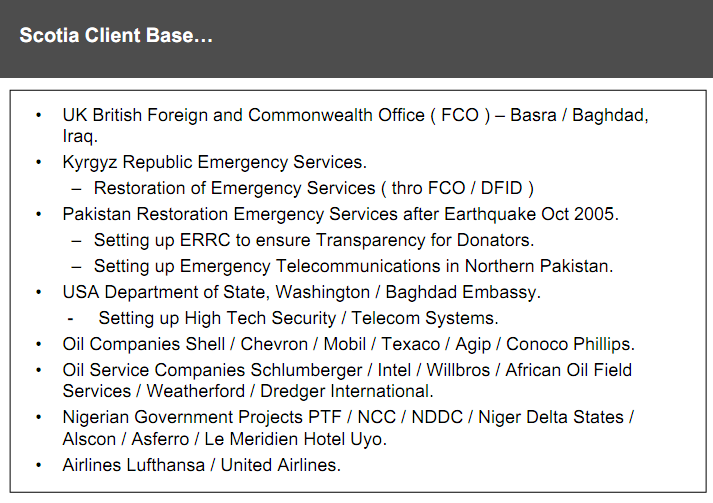 Scotia Client Base…
• UK British Foreign and Commonwealth Office ( FCO ) – Basra / Baghdad,
Iraq.
• Kyrgyz Republic Emergency Services.
– Restoration of Emergency Services ( thro FCO / DFID )
• Pakistan Restoration Emergency Services after Earthquake Oct 2005.
– Setting up ERRC to ensure Transparency for Donators.
– Setting up Emergency Telecommunications in Northern Pakistan.
• USA Department of State, Washington / Baghdad Embassy.
- Setting up High Tech Security / Telecom Systems.
• Oil Companies Shell / Chevron / Mobil / Texaco / Agip / Conoco Phillips.
• Oil Service Companies Schlumberger / Intel / Willbros / African Oil Field
Services / Weatherford / Dredger International.
• Nigerian Government Projects PTF / NCC / NDDC / Niger Delta States /
Alscon / Asferro / Le Meridien Hotel Uyo.
• Airlines Lufthansa / United Airlines.